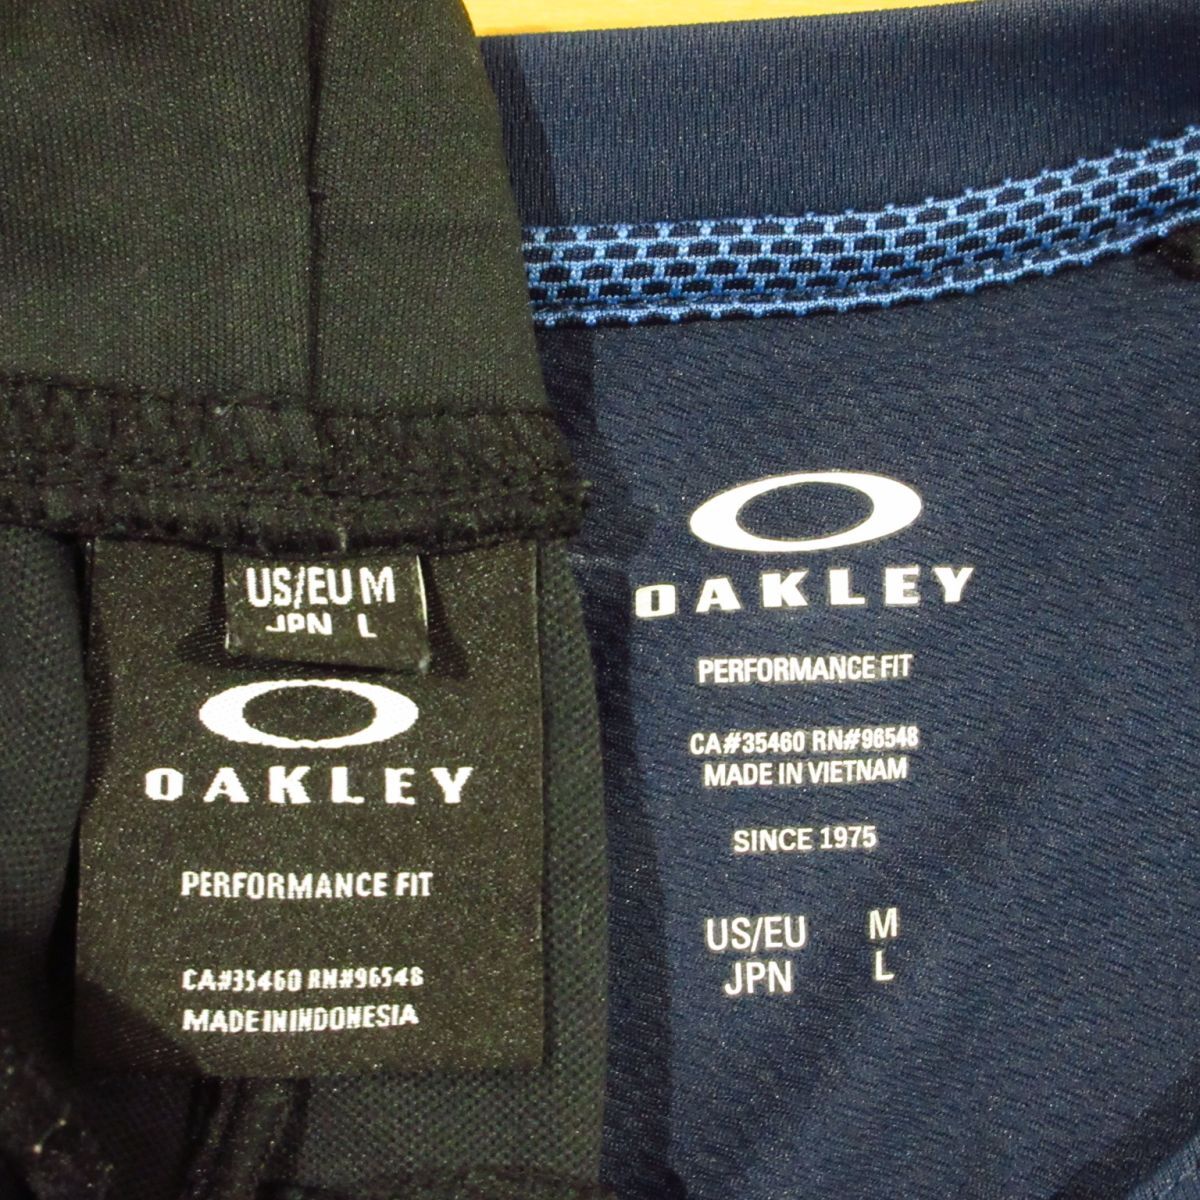 US/EU M
JPN L
OAKLEY
PERFORMANCE FIT
CA#35460 RN#96548
MADE IN INDONESIA
OAKLEY
PERFORMANCE FIT
CA#35460 RN#96548
MADE IN VIETNAM
SINCE 1975
US/EU M
JPN L